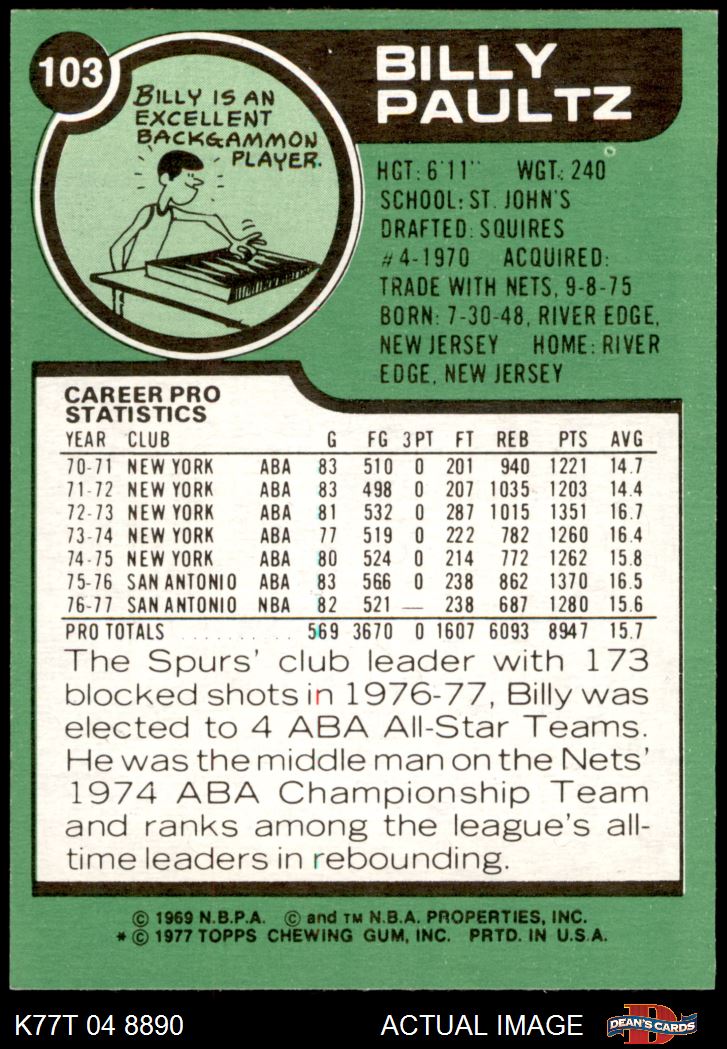 103
BILLY IS AN
EXCELLENT
BACKGAMMON
PLAYER.
BILLY
PAULTZ
HGT: 6'11" WGT.: 240
SCHOOL: ST. JOHN'S
DRAFTED: SQUIRES
#4-1970 ACQUIRED:
TRADE WITH NETS, 9-8-75
BORN: 7-30-48, RIVER EDGE,
NEW JERSEY HOME: RIVER
EDGE, NEW JERSEY
CAREER PRO
STATISTICS
YEAR CLUB G FG 3PT FT REB PTS AVG
70-71 NEW YORK ABA 83 510 0 201 940 1221 14.7
71-72 NEW YORK ABA 83 498 0 207 1035 1203 14.4
72-73 NEW YORK ABA 81 532 0 287 1015 1351 16.7
73-74 NEW YORK ABA 77 519 0 222 782 1260 16.4
74-75 NEW YORK ABA 80 524 0 214 772 1262 15.8
75-76 SAN ANTONIO ABA 83 566 0 238 862 1370 16.5
76-77 SAN ANTONIO NBA 82 521 — 238 687 1280 15.6
PRO TOTALS . . . . . . . . . . 569 3670 0 1607 6093 8947 15.7
The Spurs' club leader with 173
blocked shots in 1976-77, Billy was
elected to 4 ABA All-Star Teams.
He was the middle man on the Nets'
1974 ABA Championship Team
and ranks among the league's all-
time leaders in rebounding.
© 1969 N.B.P.A. © and TM N.B.A. PROPERTIES, INC.
* © 1977 TOPPS CHEWING GUM, INC. PRTD. IN U.S.A.
K77T 04 8890 ACTUAL IMAGE D DEAN'S CARDS